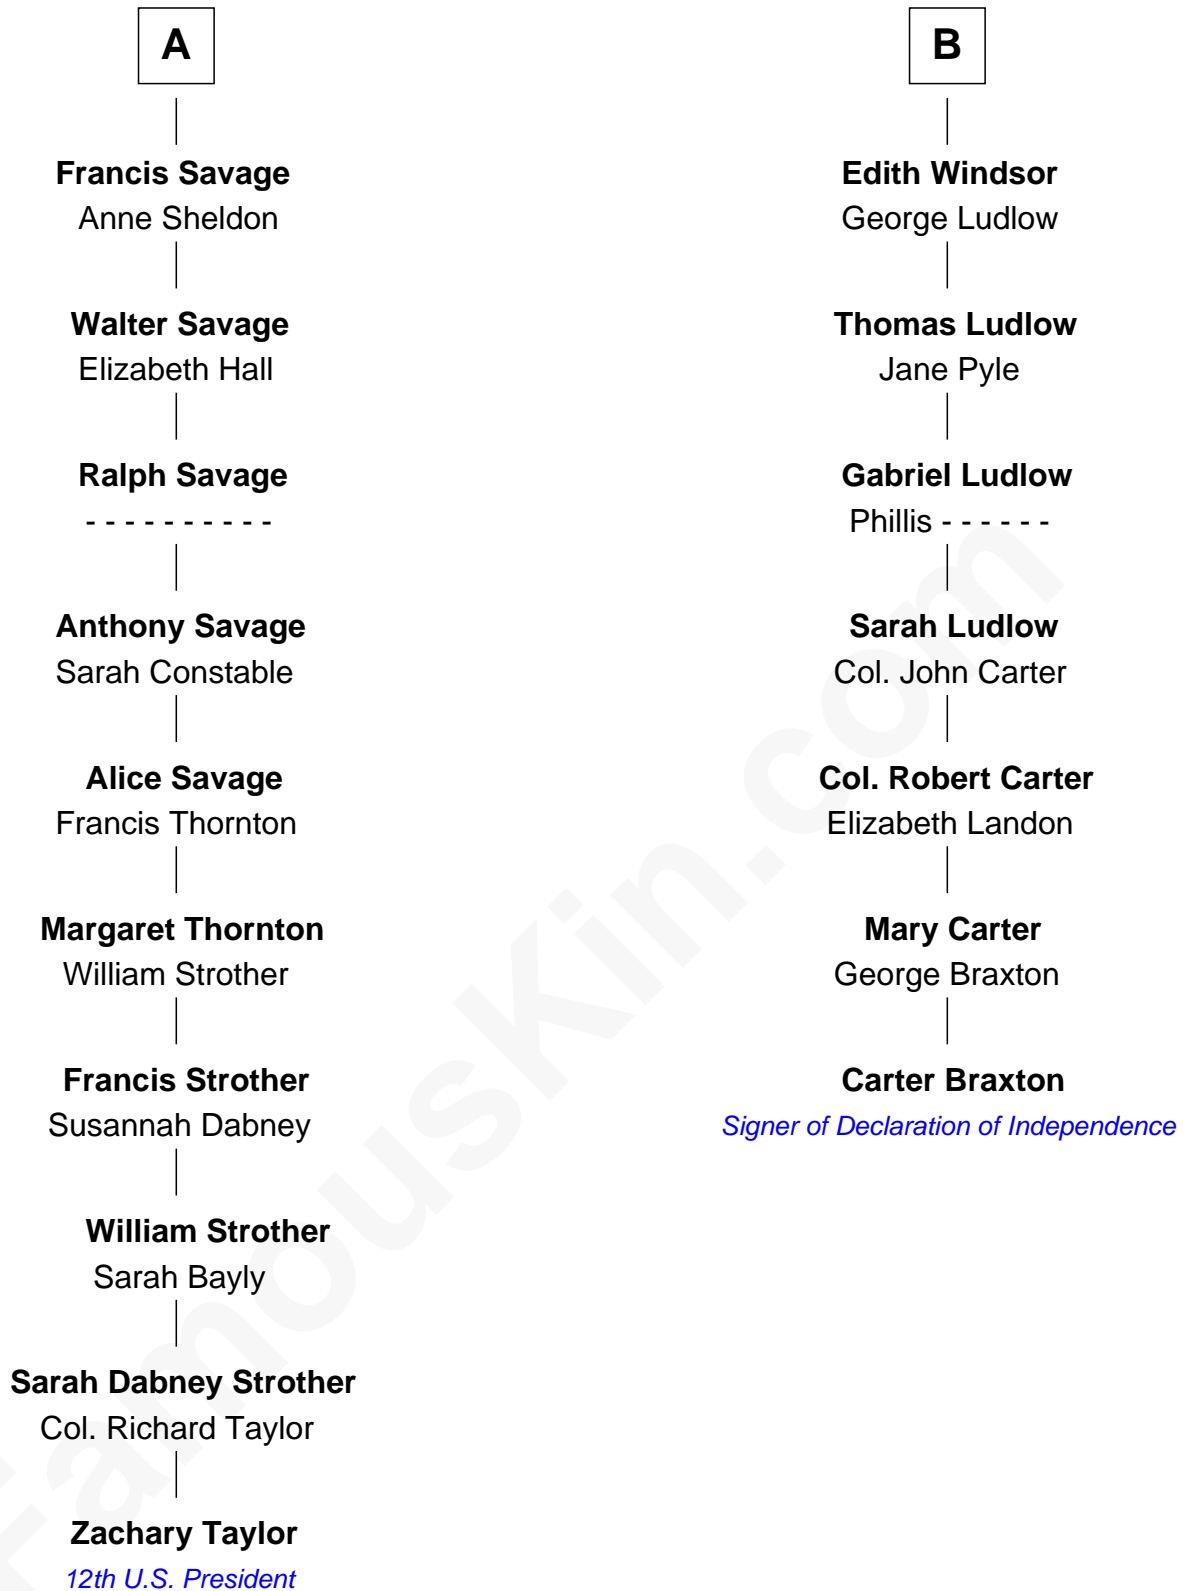 A
Francis Savage
Anne Sheldon
Walter Savage
Elizabeth Hall
Ralph Savage
- - - - - - - - - -
Anthony Savage
Sarah Constable
Alice Savage
Francis Thornton
Margaret Thornton
William Strother
Francis Strother
Susannah Dabney
William Strother
Sarah Bayly
Sarah Dabney Strother
Col. Richard Taylor
Zachary Taylor
12th U.S. President
B
Edith Windsor
George Ludlow
Thomas Ludlow
Jane Pyle
Gabriel Ludlow
Phillis - - - - - -
Sarah Ludlow
Col. John Carter
Col. Robert Carter
Elizabeth Landon
Mary Carter
George Braxton
Carter Braxton
Signer of Declaration of Independence
FamousKin.com